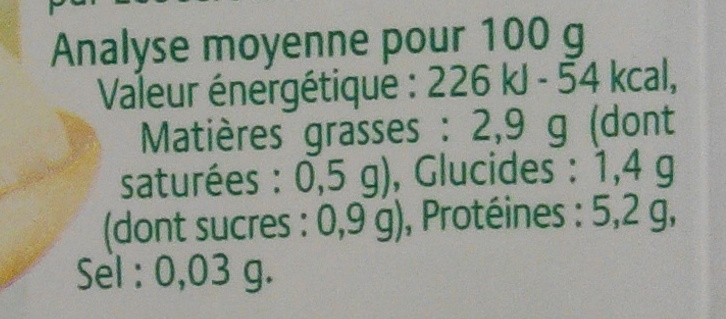 Analyse moyenne pour 100 g
Valeur énergétique : 226 kJ - 54 kcal,
Matières grasses : 2,9 g (dont
saturées : 0,5 g), Glucides : 1,4 g
(dont sucres : 0,9 g), Protéines : 5,2 g,
Sel : 0,03 g.